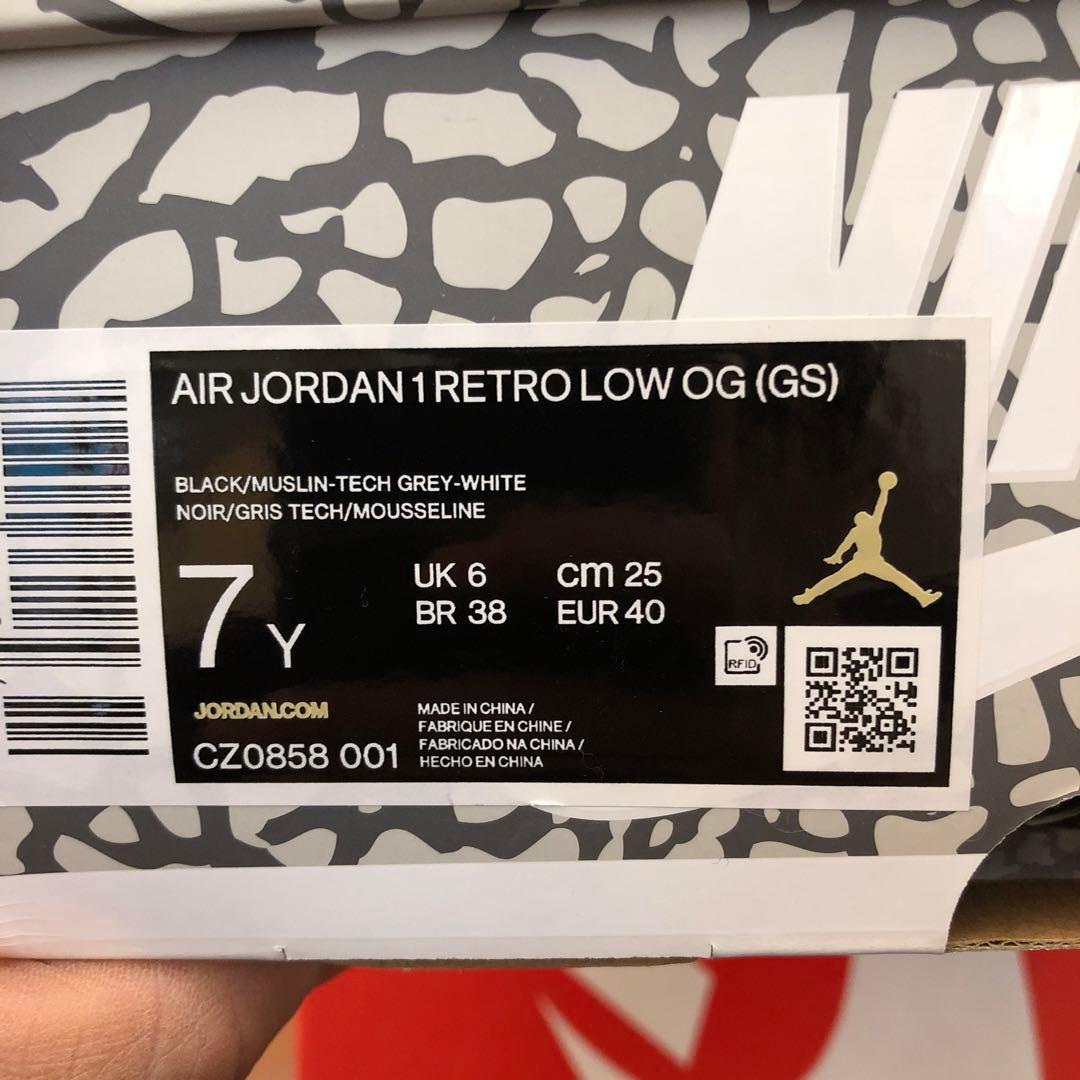 AIR JORDAN 1 RETRO LOW OG (GS)
BLACK/MUSLIN-TECH GREY-WHITE
NOIR/GRIS TECH/MOUSSELINE
7 Y
UK 6 cm 25
BR 38 EUR 40
RFID
JORDAN.COM
CZ0858 001
MADE IN CHINA /
FABRIQUE EN CHINE /
FABRICADO NA CHINA /
HECHO EN CHINA